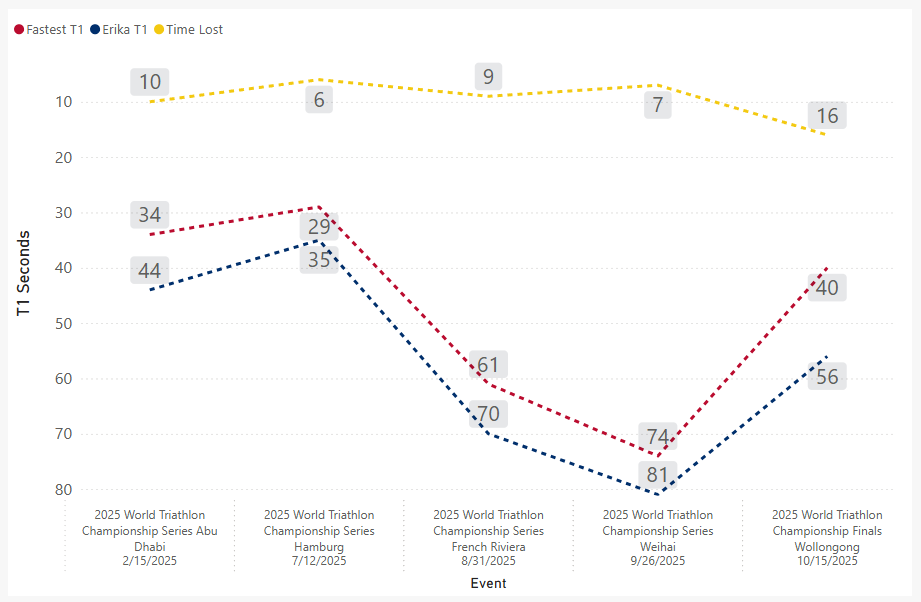 Fastest T1 Erika T1 Time Lost
10 6 9 7 16
34 29 61 74 40
44 35 70 81 56
T1 Seconds
10
20
30
40
50
60
70
80
2025 World Triathlon
Championship Series Abu
Dhabi
2/15/2025
2025 World Triathlon
Championship Series
Hamburg
7/12/2025
2025 World Triathlon
Championship Series
French Riviera
8/31/2025
2025 World Triathlon
Championship Series
Weihai
9/26/2025
2025 World Triathlon
Championship Finals
Wollongong
10/15/2025
Event